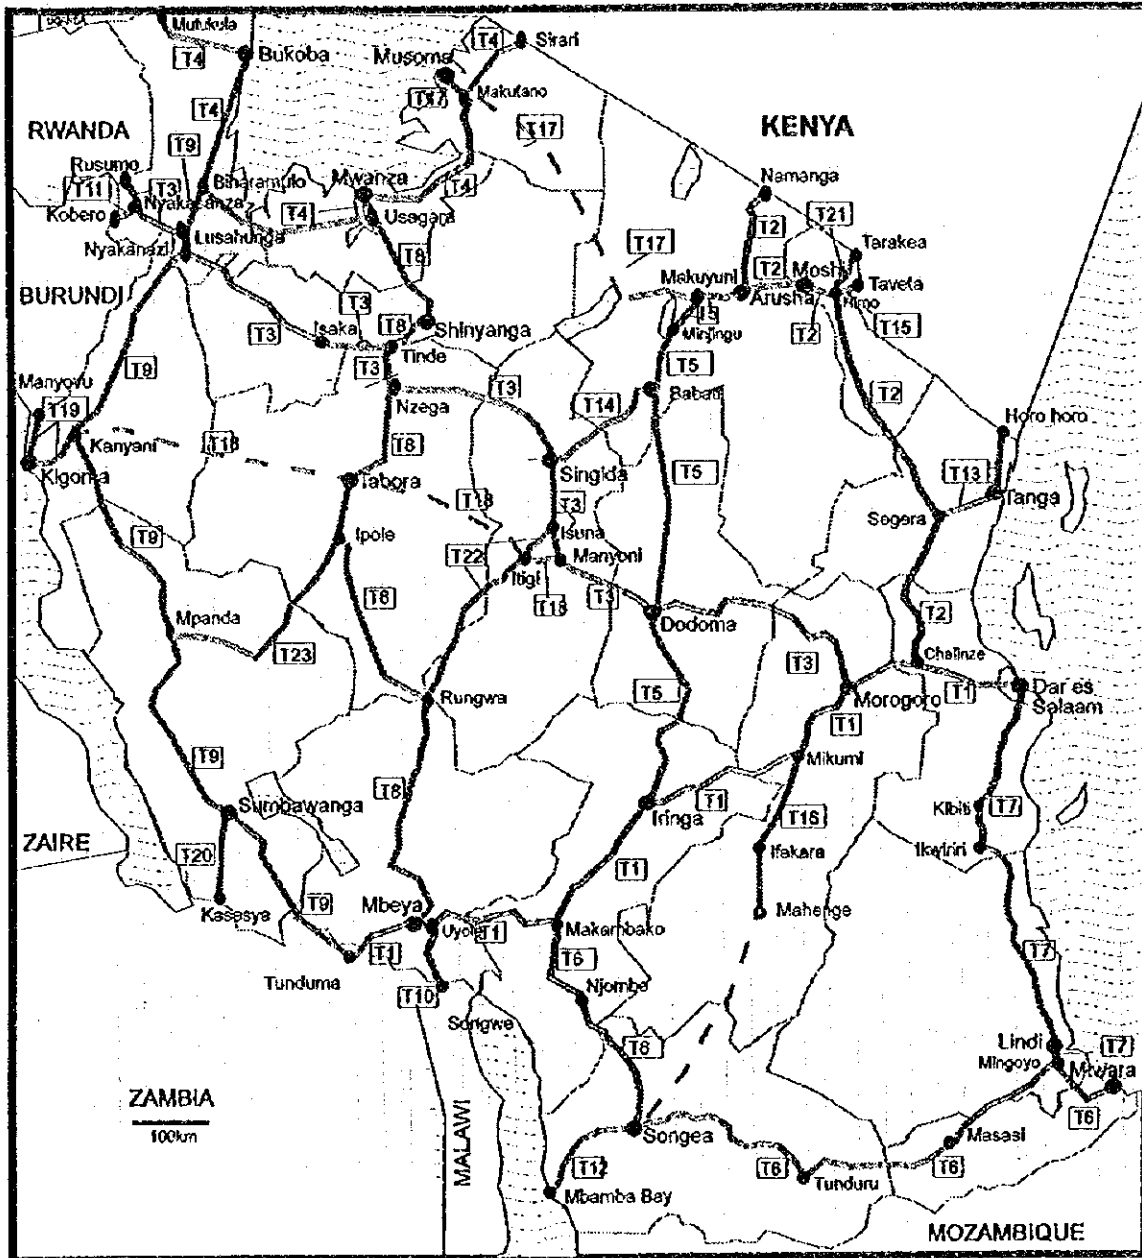 Mutukula
T4
Sirari
T4
Bukoba
Musoma
T17
Makutano
T4
T17
KENYA
RWANDA
T9
Rusumo
T11
T3
Biharamulo
Mwanza
T4
Namanga
Nyakasanza
Kobero
T4
Usagara
T2
T21
Lusahunga
Tarakea
Nyakanazi
T8
T17
T2
Moshi
Makuyuni
Taveta
BURUNDI
Arusha
Himo
T3
T5
T3
Isaka
T8
Shinyanga
Minjingu
T2
T15
Tinde
T9
T3
T5
Manyovu
T3
Babati
T2
T19
Nzega
T14
Horo horo
Kanyani
T18
T8
Kigoma
Singida
T5
Tabora
T13
Tanga
T18
T3
Segera
Ipole
Isuna
T9
T22
Manyoni
Itigi
T8
T18
T3
Mpanda
Dodoma
T2
T23
T3
Chalinze
T5
T1
Dar es
Salaam
Rungwa
Morogoro
T1
T9
Mikumi
T8
Sumbawanga
T1
Kibiti
T7
Iringa
T16
ZAIRE
Ifakara
Ikwiriri
T20
T1
Kasasya
T9
Mbeya
Mahenge
Uyole
T1
Makambako
T1
T6
T7
Tunduma
T10
Njombe
Songwe
Lindi
T7
T6
Mingoyo
Mtwara
ZAMBIA
T6
100km
MALAWI
Songea
Masasi
T12
T6
T6
Tunduru
Mbamba Bay
MOZAMBIQUE